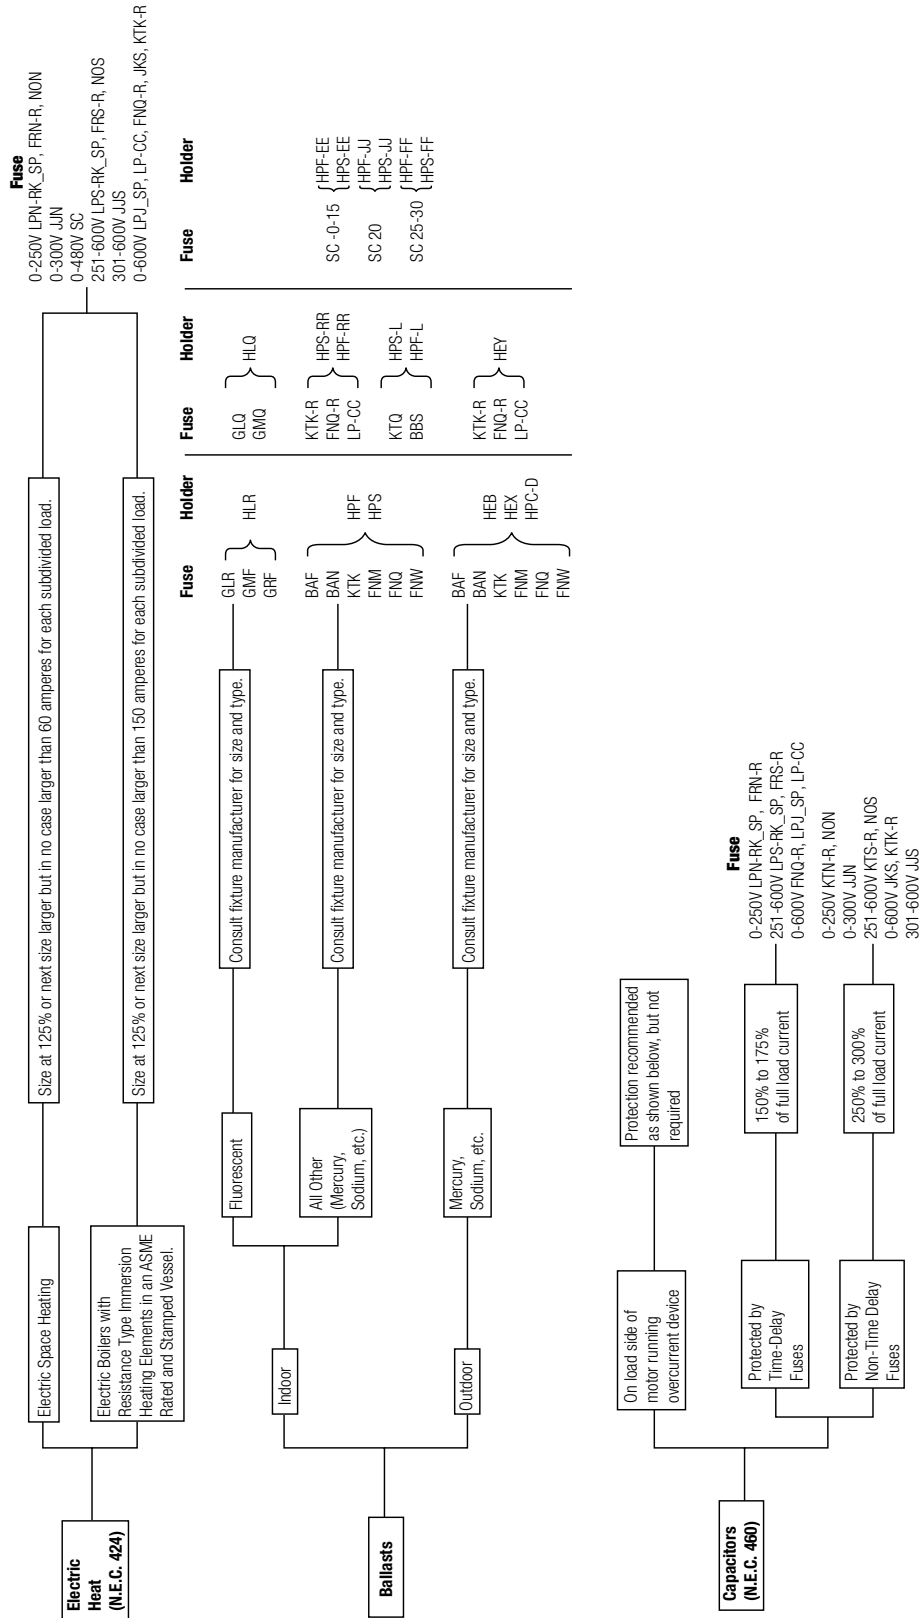 Electric
Heat
(N.E.C. 424)
Electric Space Heating
Size at 125% or next size larger but in no case larger than 60 amperes for each subdivided load.
Electric Boilers with
Resistance Type Immersion
Heating Elements in an ASME
Rated and Stamped Vessel.
Size at 125% or next size larger but in no case larger than 150 amperes for each subdivided load.
Fuse
0-250V LPN-RK_SP, FRN-R, NON
0-300V JJN
0-480V SC
251-600V LPS-RK_SP, FRS-R, NOS
301-600V JJS
0-600V LPJ_SP, LP-CC, FNQ-R, JKS, KTK-R
Fuse Holder Fuse Holder Fuse Holder
Ballasts
Indoor
Fluorescent
Consult fixture manufacturer for size and type.
GLR
GMF
GRF
HLR
GLQ
GMQ
HLQ
All Other
(Mercury,
Sodium, etc.)
Consult fixture manufacturer for size and type.
BAF
BAN
KTK
FNM
FNQ
FNW
HPF
HPS
KTK-R
FNQ-R
LP-CC
HPS-RR
HPF-RR
KTQ
BBS
HPS-L
HPF-L
SC -0-15
HPF-EE
HPS-EE
SC 20
HPF-JJ
HPS-JJ
SC 25-30
HPF-FF
HPS-FF
Outdoor
Mercury,
Sodium, etc.
Consult fixture manufacturer for size and type.
BAF
BAN
KTK
FNM
FNQ
FNW
HEB
HEX
HPC-D
KTK-R
FNQ-R
LP-CC
HEY
Capacitors
(N.E.C. 460)
On load side of
motor running
overcurrent device
Protection recommended
as shown below, but not
required
Protected by
Time-Delay
Fuses
150% to 175%
of full load current
Fuse
0-250V LPN-RK_SP, FRN-R
251-600V LPS-RK_SP, FRS-R
0-600V FNQ-R, LPJ_SP, LP-CC
Protected by
Non-Time Delay
Fuses
250% to 300%
of full load current
0-250V KTN-R, NON
0-300V JJN
251-600V KTS-R, NOS
0-600V JKS, KTK-R
301-600V JJS